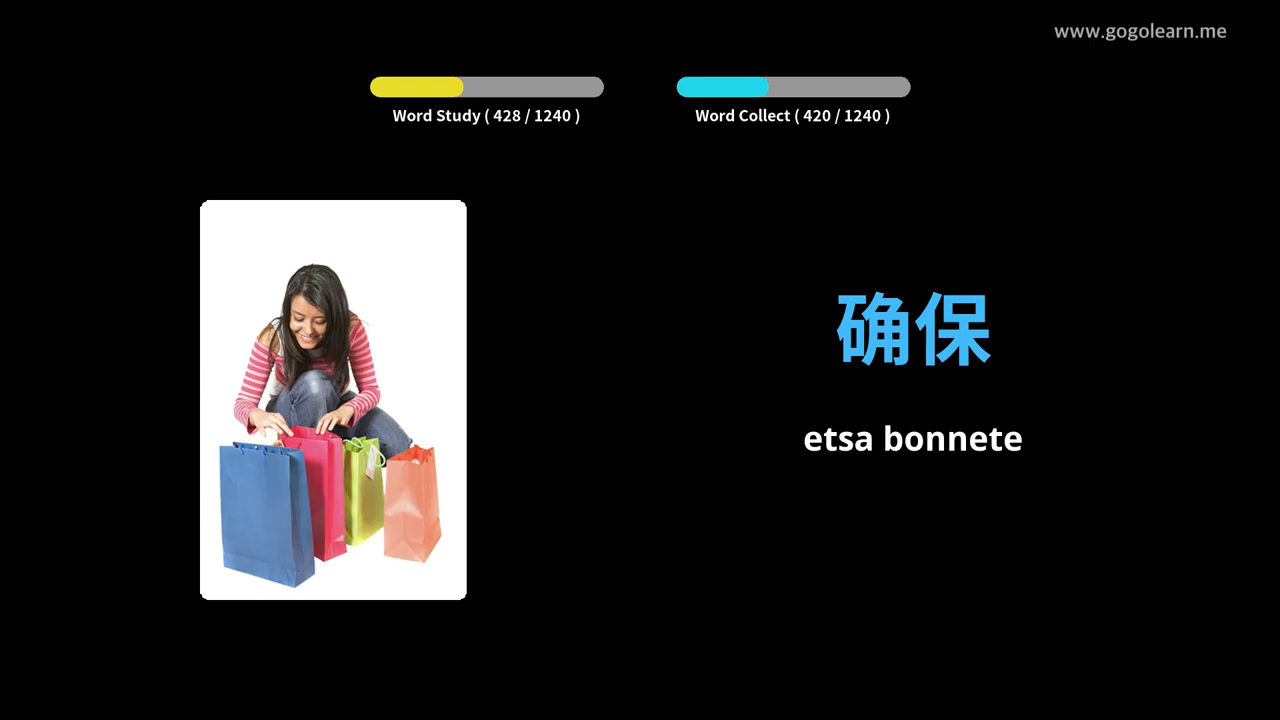 www.gogolearn.me
Word Study ( 428 / 1240 )
Word Collect ( 420 / 1240 )
确保
etsa bonnete